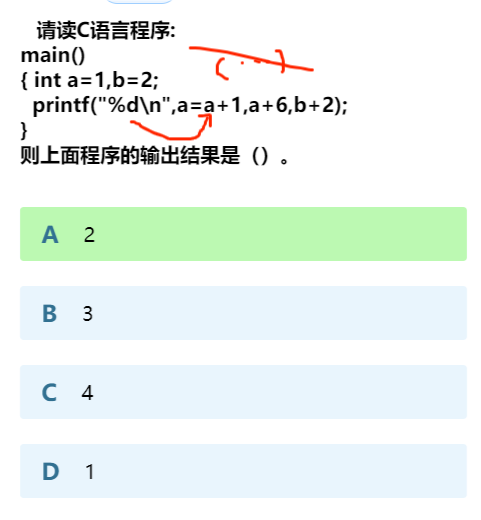 请读C语言程序:
main()
{ int a=1,b=2;
printf("%d\n",a=a+1,a+6,b+2);
}
则上面程序的输出结果是（）。
A 2
B 3
C 4
D 1